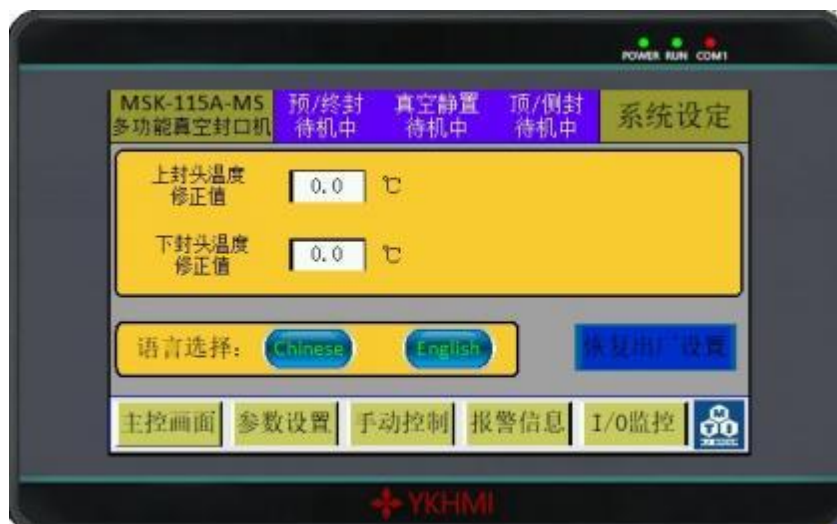 POWER RUN COM1
MSK-115A-MS 预/终封 真空静置 顶/侧封 系统设定
多功能真空封口机 待机中 待机中 待机中
上封头温度
修正值
0.0 ℃
下封头温度
修正值
0.0 ℃
语言选择: Chinese English 恢复出厂设置
主控画面 参数设置 手动控制 报警信息 I/O监控
MTI
YKHMI